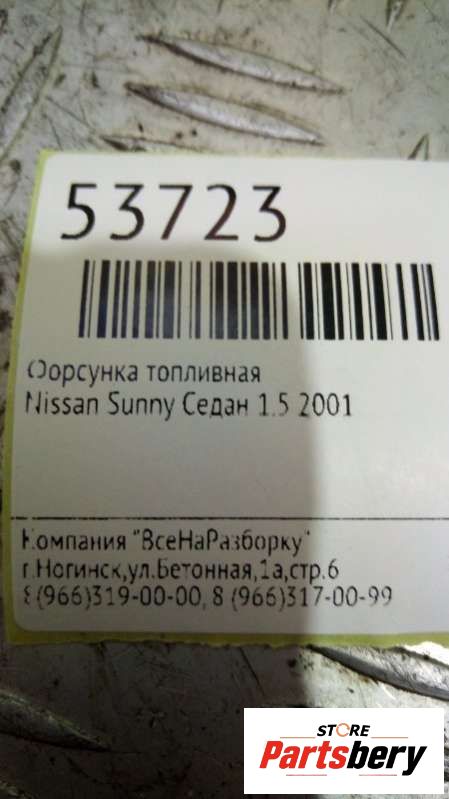 53723
Форсунка топливная
Nissan Sunny Седан 1.5 2001
Компания "ВсеНаРазборку"
г.Ногинск,ул.Бетонная,1а,стр.6
8(966)319-00-00, 8 (966)317-00-99
STORE
Partsbery